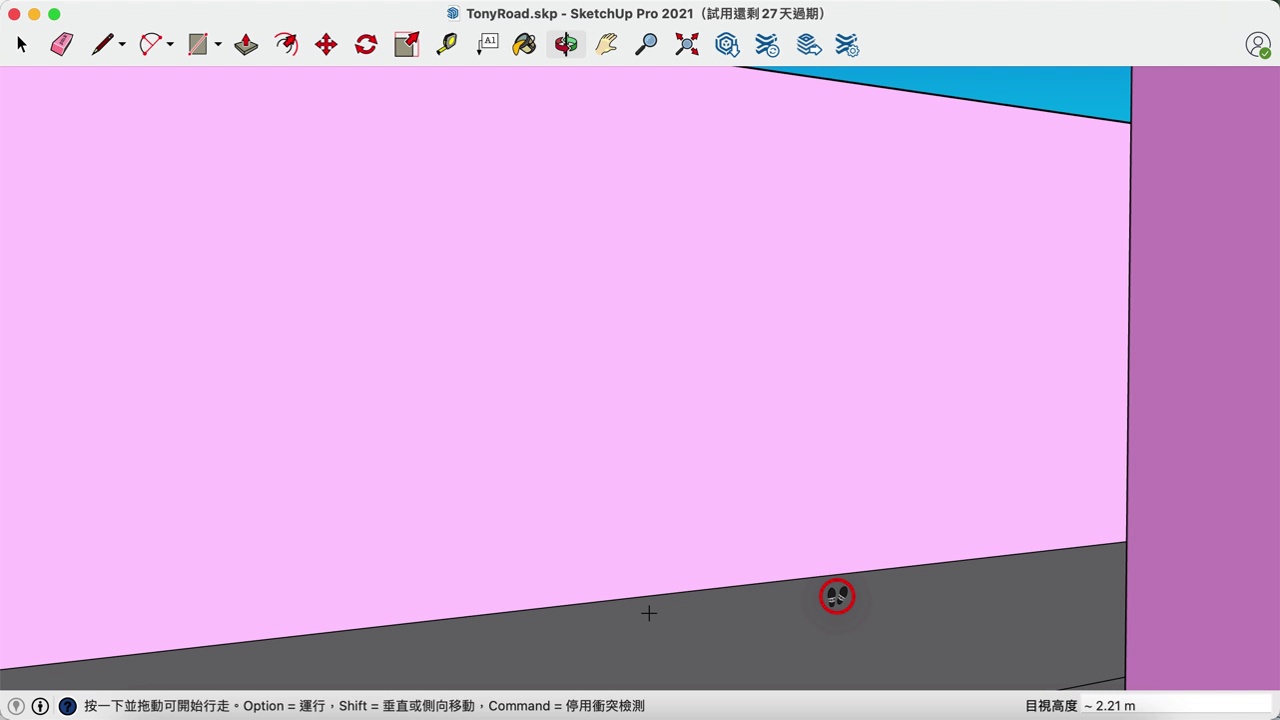 TonyRoad.skp - SketchUp Pro 2021（試用還剩 27 天過期）
A1
按一下並拖動可開始行走。Option = 運行，Shift = 垂直或側向移動，Command = 停用衝突檢測
目視高度 ~ 2.21 m